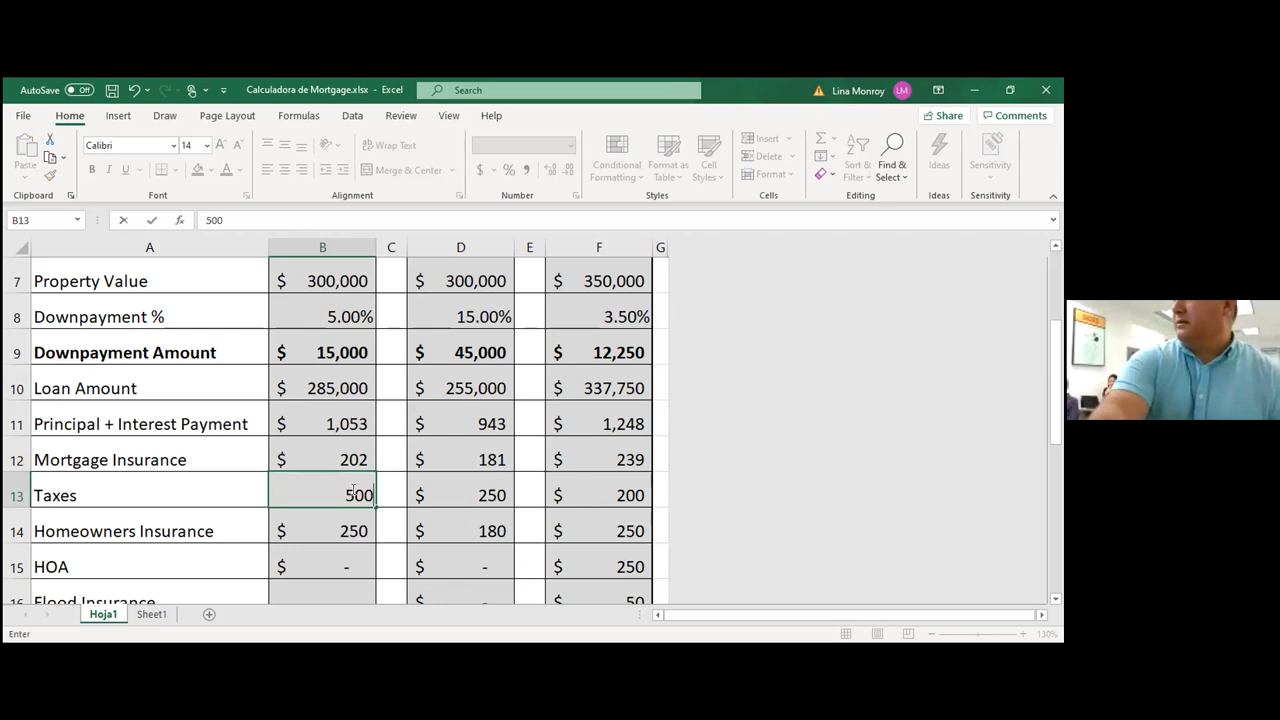 AutoSave Off Calculadora de Mortgage.xlsx - Excel Search Lina Monroy LM
File Home Insert Draw Page Layout Formulas Data Review View Help Share Comments
Paste Calibri 14 A A Wrap Text Insert
B I U A Merge & Center $ % Delete
Conditional Formatting Format as Table Cell Styles Format Sort & Filter Find & Select Ideas Sensitivity
Clipboard Font Alignment Number Styles Cells Editing Ideas Sensitivity
B13 fx 500
A B C D E F G
7 Property Value $ 300,000 $ 300,000 $ 350,000
8 Downpayment % 5.00% 15.00% 3.50%
9 Downpayment Amount $ 15,000 $ 45,000 $ 12,250
10 Loan Amount $ 285,000 $ 255,000 $ 337,750
11 Principal + Interest Payment $ 1,053 $ 943 $ 1,248
12 Mortgage Insurance $ 202 $ 181 $ 239
13 Taxes 500 $ 250 $ 200
14 Homeowners Insurance $ 250 $ 180 $ 250
15 HOA $ - $ - $ 250
16 Flood Insurance $ - $ 50
Hoja1 Sheet1
Enter 130%